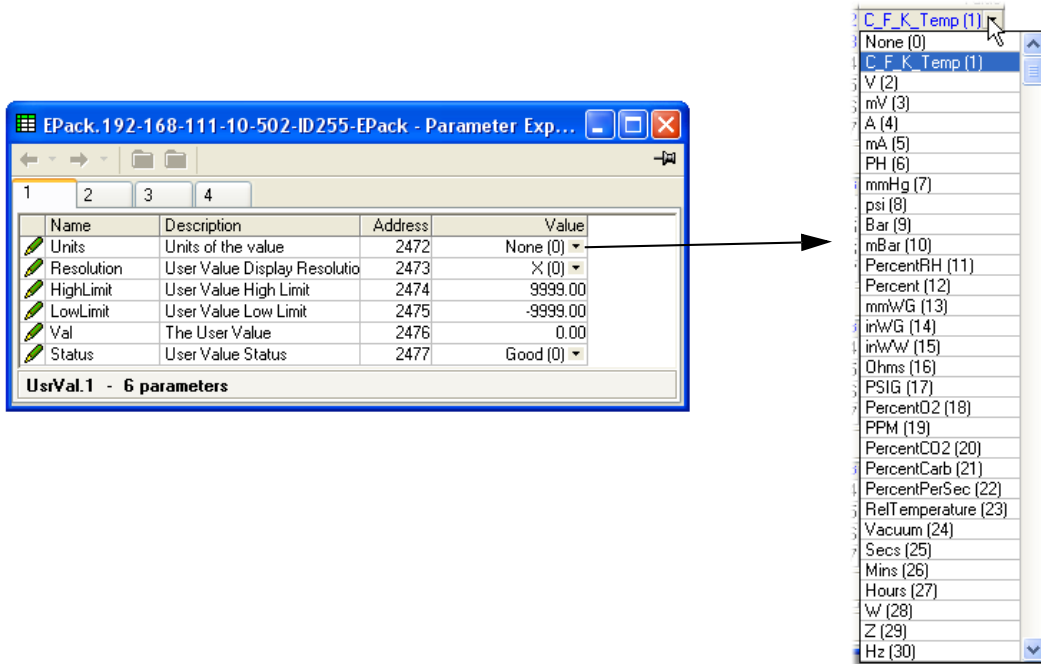 EPack.192-168-111-10-502-ID255-EPack - Parameter Exp...
1 2 3 4
Name Description Address Value
Units Units of the value 2472 None (0)
Resolution User Value Display Resolutio 2473 X (0)
HighLimit User Value High Limit 2474 9999.00
LowLimit User Value Low Limit 2475 -9999.00
Val The User Value 2476 0.00
Status User Value Status 2477 Good (0)
UsrVal.1 - 6 parameters
C_F_K_Temp (1)
None (0)
C_F_K_Temp (1)
V (2)
mV (3)
A (4)
mA (5)
PH (6)
mmHg (7)
psi (8)
Bar (9)
mBar (10)
PercentRH (11)
Percent (12)
mmWG (13)
inWG (14)
inWW (15)
Ohms (16)
PSIG (17)
PercentO2 (18)
PPM (19)
PercentCO2 (20)
PercentCarb (21)
PercentPerSec (22)
RelTemperature (23)
Vacuum (24)
Secs (25)
Mins (26)
Hours (27)
W (28)
Z (29)
Hz (30)